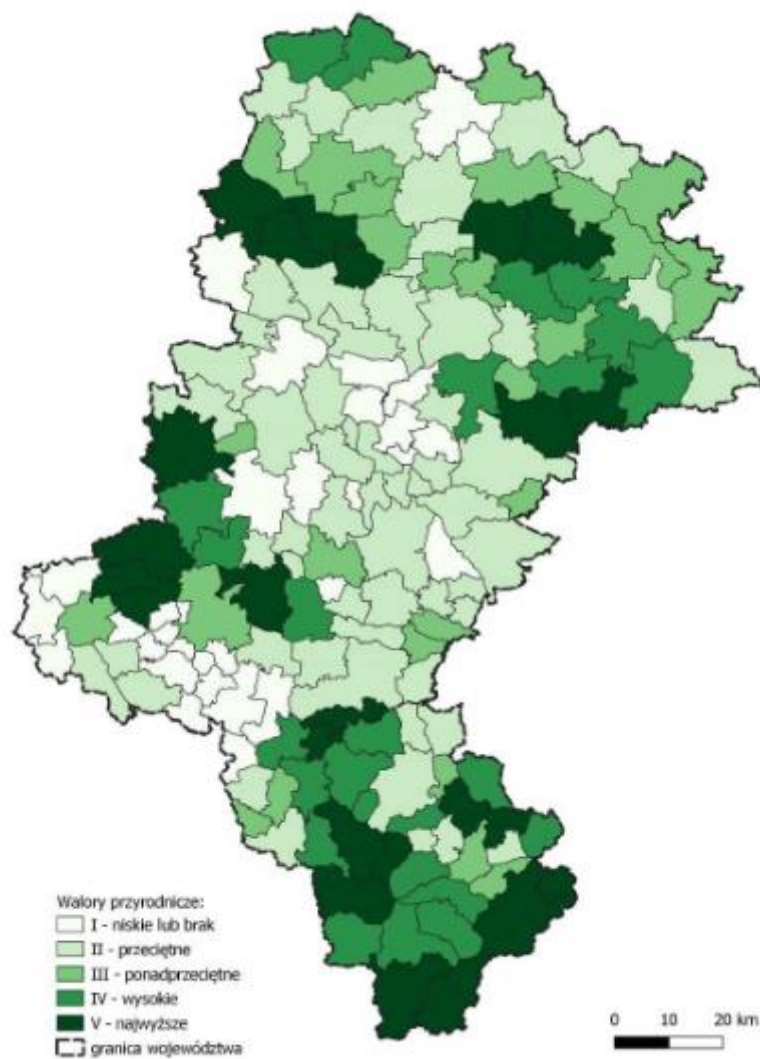 Walory przyrodnicze:
I - niskie lub brak
II - przeciętne
III - ponadprzeciętne
IV - wysokie
V - najwyższe
granica województwa
0 10 20 km